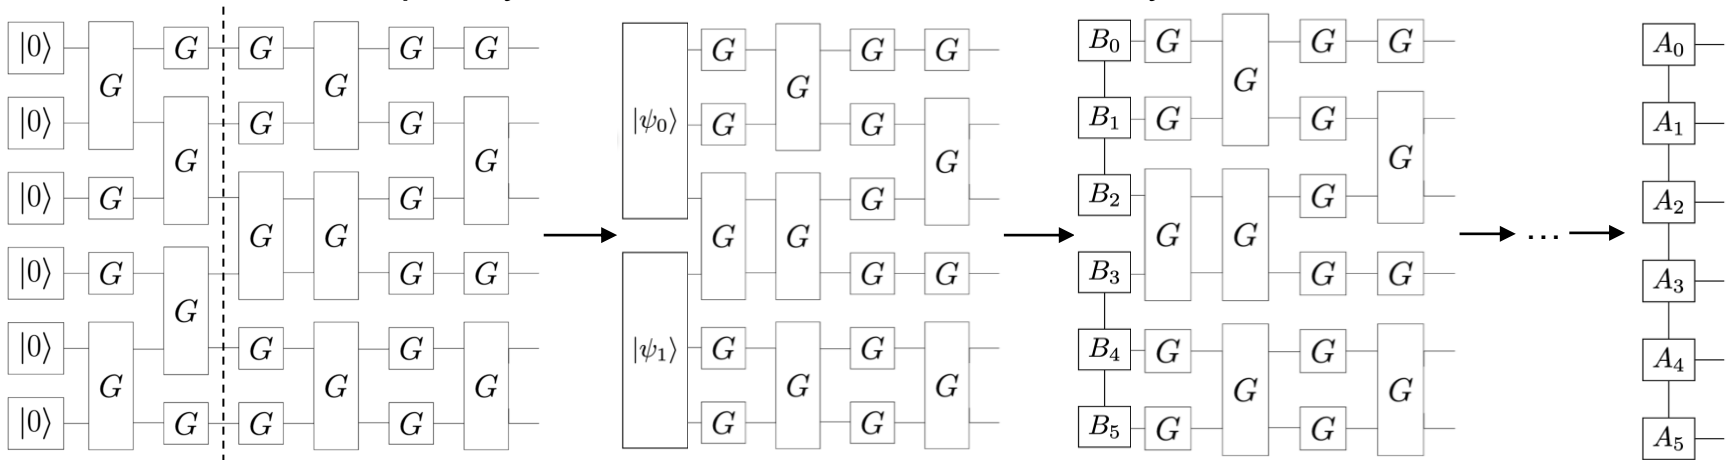 |0⟩ G G G G G G |ψ₀⟩ G G G G B₀ G G G G A₀
|0⟩ G G G G B₁ G G A₁
|0⟩ G G G G G G G G G B₂ G G G G A₂
|0⟩ G G G G G B₃ G G A₃
|0⟩ G G G G G |ψ₁⟩ G G G G B₄ G G G G ... A₄
|0⟩ G G G G G B₅ G G A₅